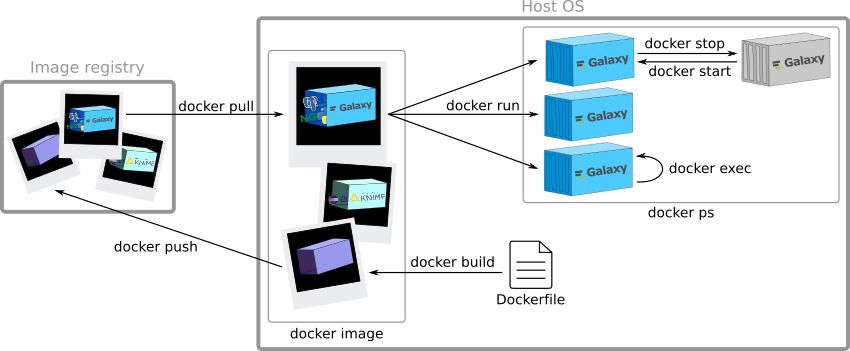 Host OS
Image registry
docker pull
Galaxy
KNIME
Galaxy
KNIME
docker run
Galaxy
docker stop
docker start
Galaxy
Galaxy
Galaxy
docker exec
docker ps
docker push
docker build
Dockerfile
docker image